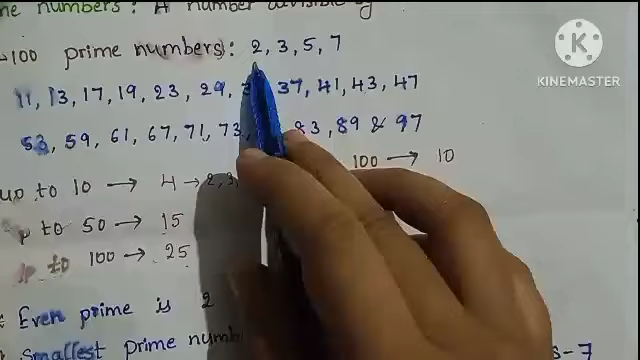 numbers: A number divisible by
100 prime numbers: 2, 3, 5, 7
11, 13, 17, 19, 23, 29, 37, 41, 43, 47
53, 59, 61, 67, 71, 73, 83, 89 & 97
up to 10 → 4 → 2, 3, 100 → 10
to 50 → 15
to 100 → 25
Even prime is 2
Smallest prime - 7
KINEMASTER